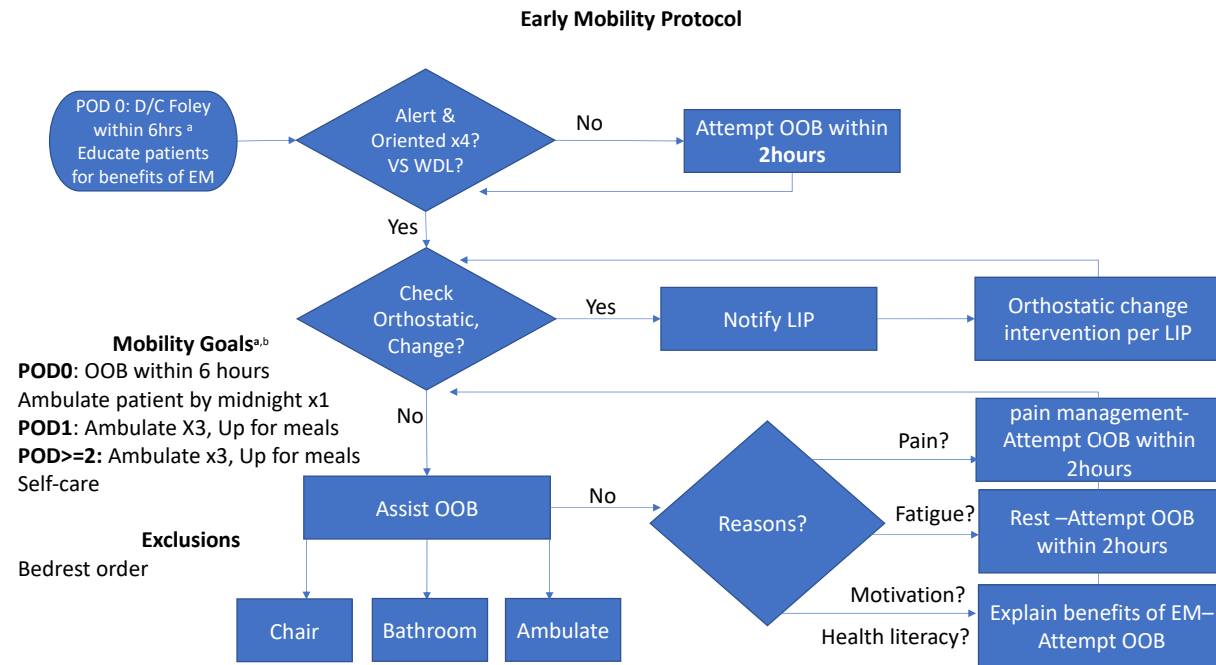 Early Mobility Protocol
POD 0: D/C Foley
within 6hrs ᵃ
Educate patients
for benefits of EM
Alert &
Oriented x4?
VS WDL?
No
Attempt OOB within
2hours
Yes
Check
Orthostatic,
Change?
Yes
Notify LIP
Orthostatic change
intervention per LIP
Mobility Goalsᵃ,ᵇ
POD0: OOB within 6 hours
Ambulate patient by midnight x1
POD1: Ambulate X3, Up for meals
POD>=2: Ambulate x3, Up for meals
Self-care
No
Assist OOB
No
Reasons?
Pain?
pain management-
Attempt OOB within
2hours
Fatigue?
Rest –Attempt OOB
within 2hours
Motivation?
Health literacy?
Explain benefits of EM–
Attempt OOB
Exclusions
Bedrest order
Chair
Bathroom
Ambulate